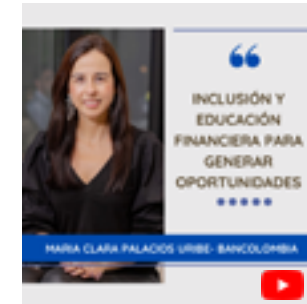 INCLUSIÓN Y
EDUCACIÓN
FINANCIERA PARA
GENERAR
OPORTUNIDADES
MARIA CLARA PALACIOS URIBE- BANCOLOMBIA